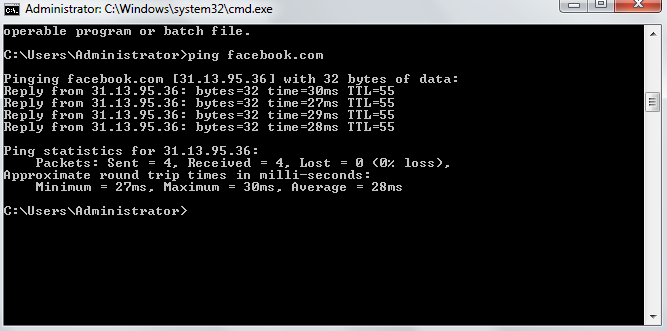 Administrator: C:\Windows\system32\cmd.exe
operable program or batch file.
C:\Users\Administrator>ping facebook.com
Pinging facebook.com [31.13.95.36] with 32 bytes of data:
Reply from 31.13.95.36: bytes=32 time=30ms TTL=55
Reply from 31.13.95.36: bytes=32 time=27ms TTL=55
Reply from 31.13.95.36: bytes=32 time=29ms TTL=55
Reply from 31.13.95.36: bytes=32 time=28ms TTL=55
Ping statistics for 31.13.95.36:
    Packets: Sent = 4, Received = 4, Lost = 0 (0% loss),
Approximate round trip times in milli-seconds:
    Minimum = 27ms, Maximum = 30ms, Average = 28ms
C:\Users\Administrator>